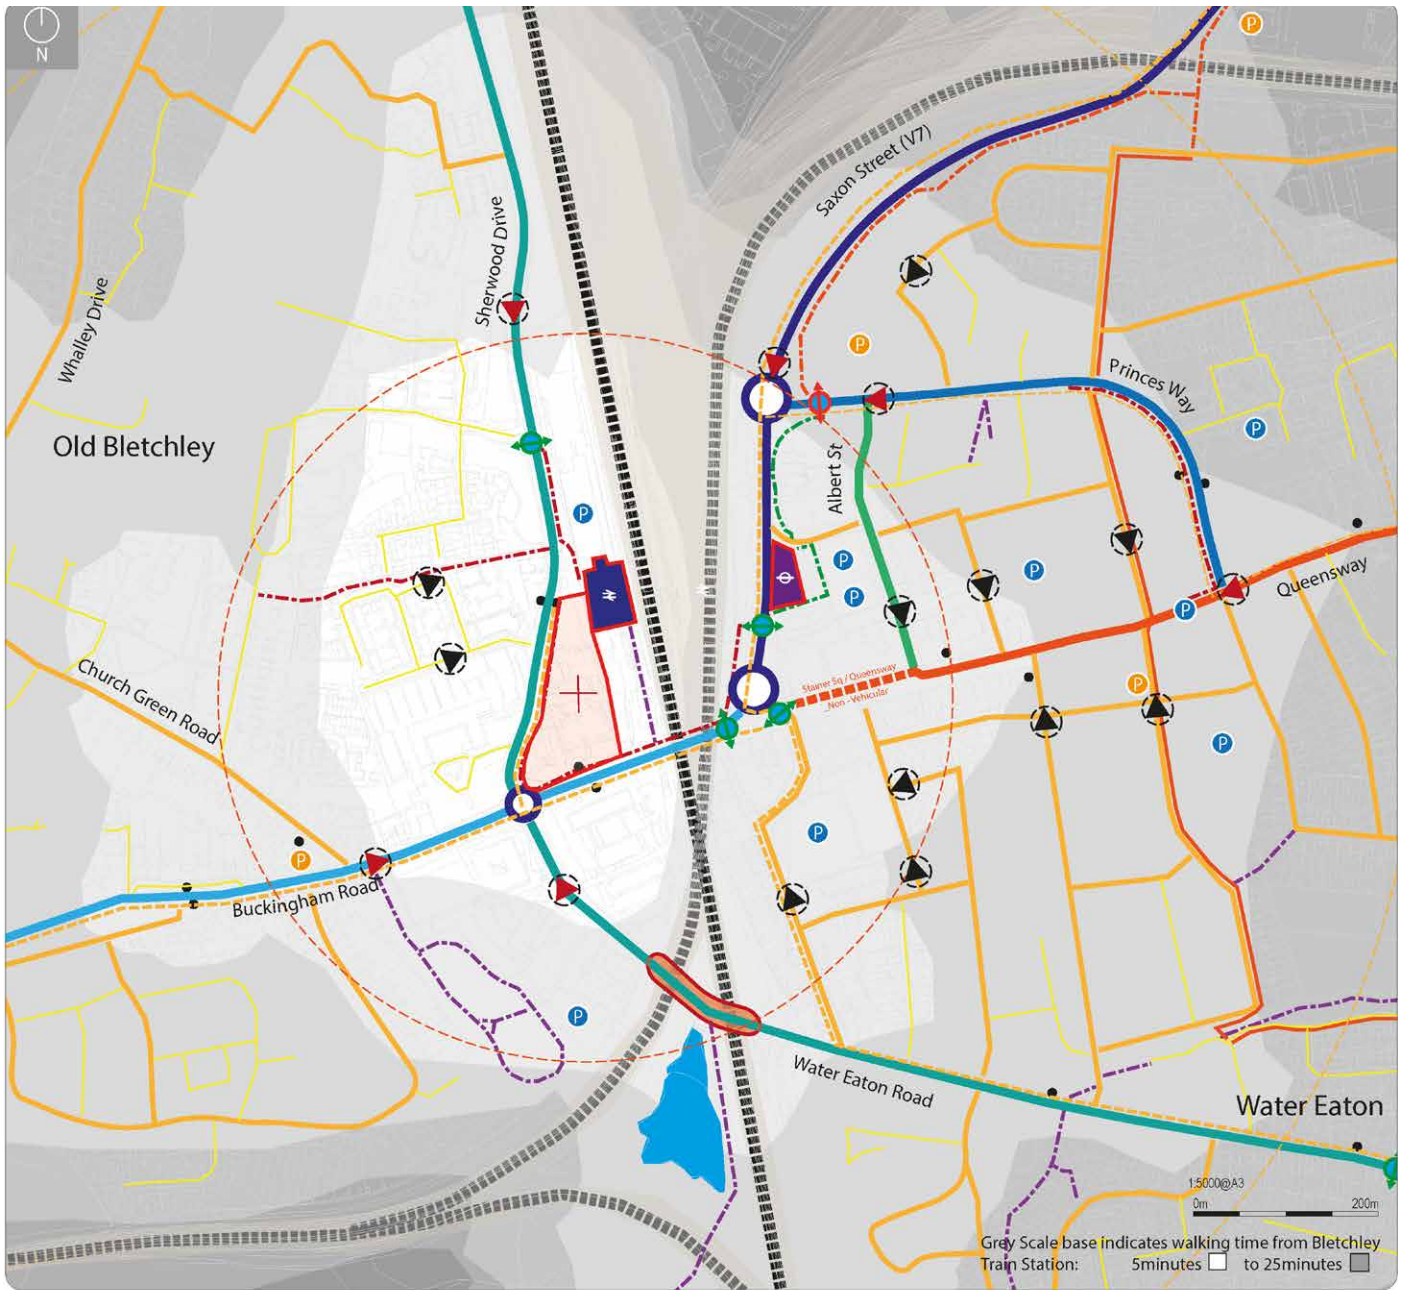 N
P
Saxon Street (V7)
Sherwood Drive
Whalley Drive
P
Princes Way
P
Old Bletchley
Albert St
P
P
P
P
Queensway
P
Church Green Road
Stainer Sq / Queensway
Non - Vehicular
P
P
P
P
Buckingham Road
P
Water Eaton Road
Water Eaton
1:5000@A3
0m 200m
Grey Scale base indicates walking time from Bletchley
Train Station: 5minutes to 25minutes